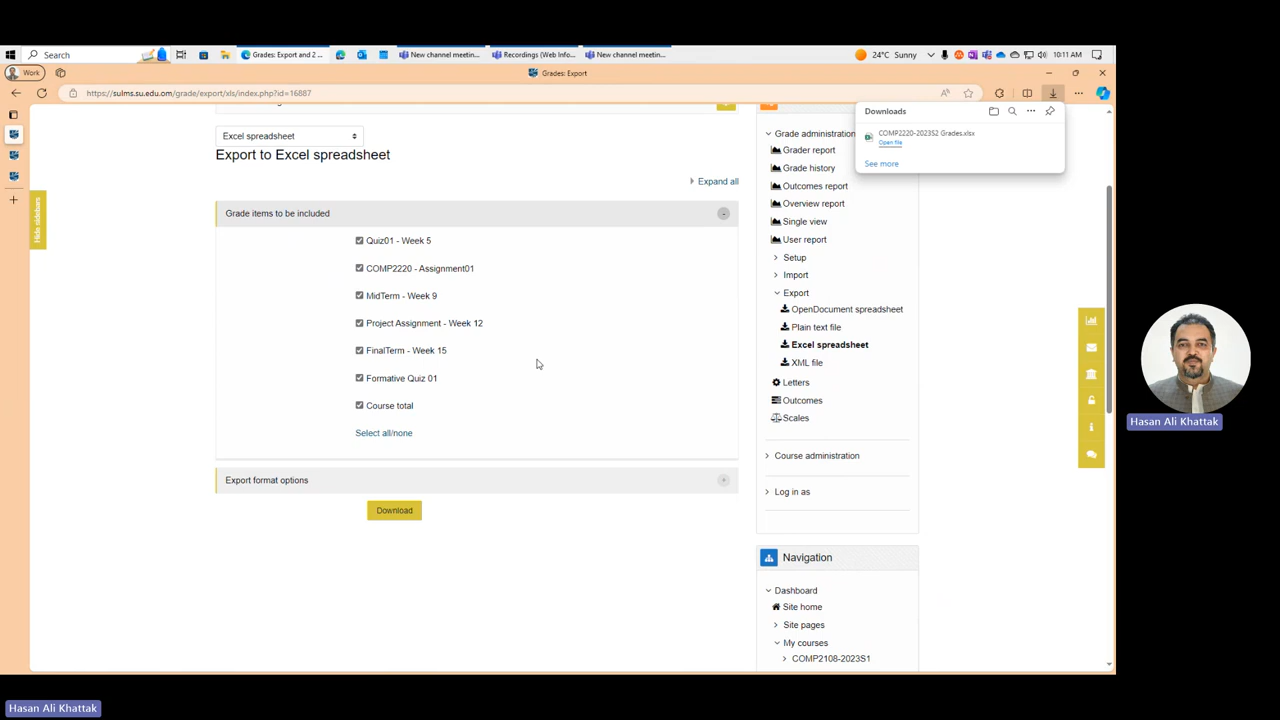 Search
Grades: Export and 2 ...
New channel meetin...
Recordings (Web Info...
New channel meetin...
24°C Sunny
10:11 AM
Work
Grades: Export
https://sulms.su.edu.om/grade/export/xls/index.php?id=16887
Downloads
COMP2220-2023S2 Grades.xlsx
Open file
See more
Hide sidebars
Excel spreadsheet
Export to Excel spreadsheet
Expand all
Grade items to be included
Quiz01 - Week 5
COMP2220 - Assignment01
MidTerm - Week 9
Project Assignment - Week 12
FinalTerm - Week 15
Formative Quiz 01
Course total
Select all/none
Export format options
Download
Grade administration
Grader report
Grade history
Outcomes report
Overview report
Single view
User report
Setup
Import
Export
OpenDocument spreadsheet
Plain text file
Excel spreadsheet
XML file
Letters
Outcomes
Scales
Course administration
Log in as
Navigation
Dashboard
Site home
Site pages
My courses
COMP2108-2023S1
Hasan Ali Khattak
Hasan Ali Khattak